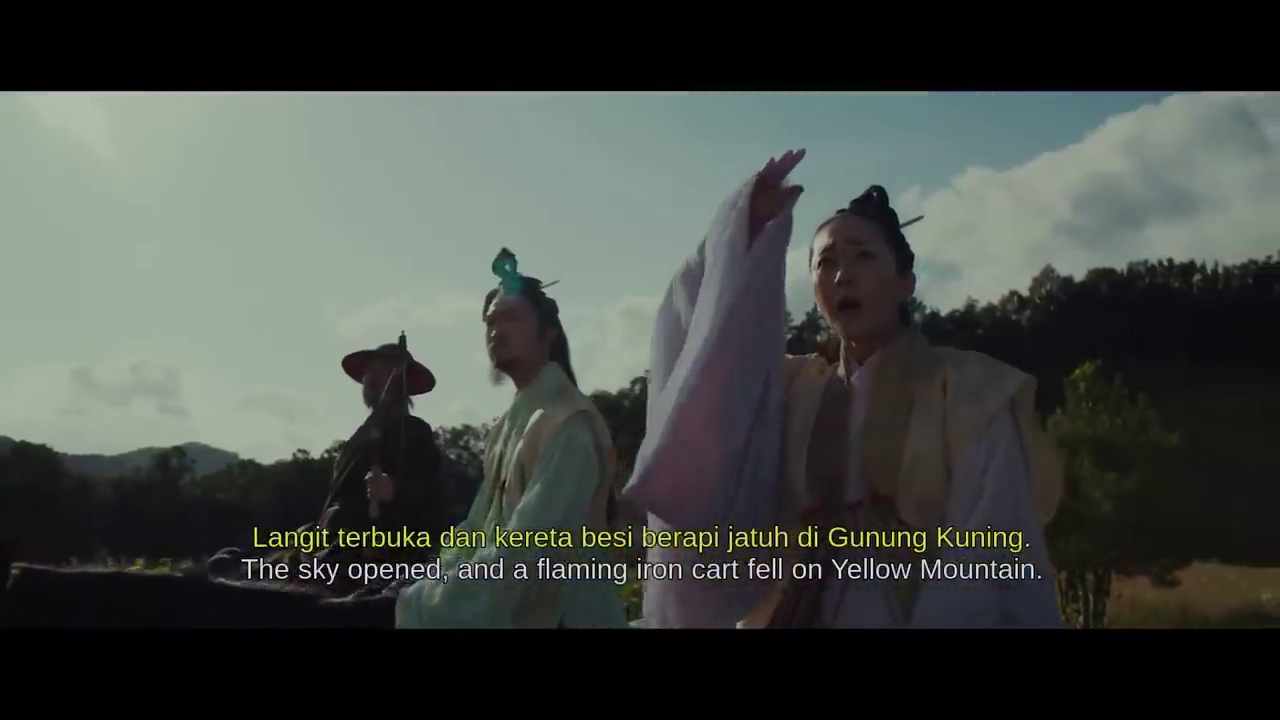 Langit terbuka dan kereta besi berapi jatuh di Gunung Kuning.
The sky opened, and a flaming iron cart fell on Yellow Mountain.